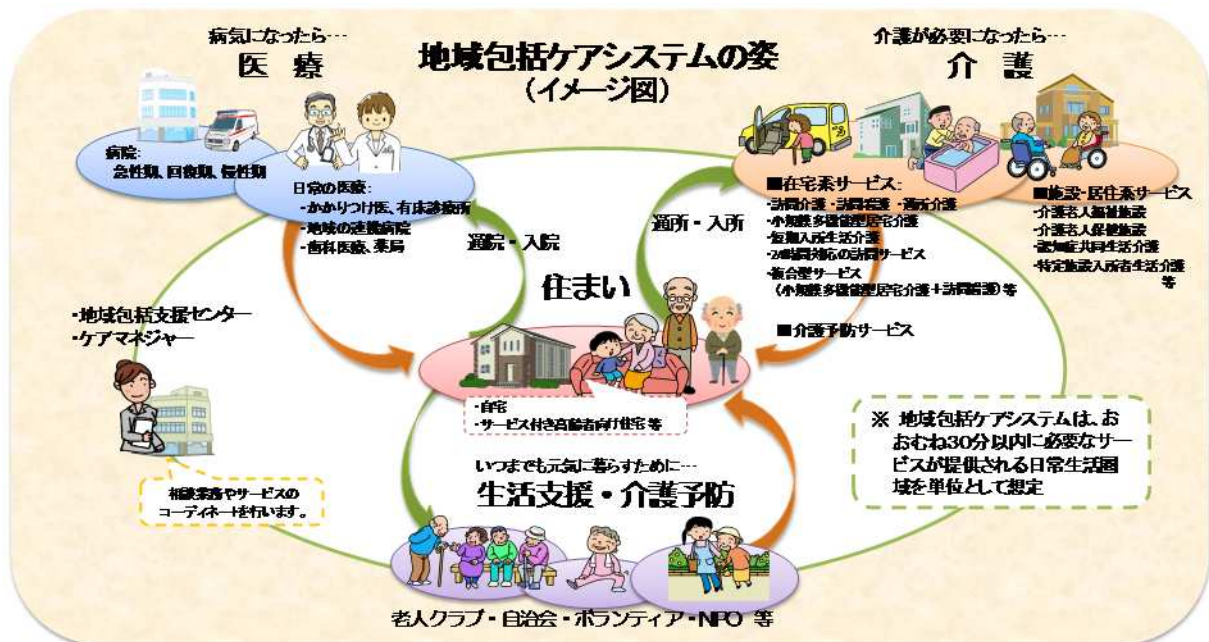 病気になったら…
医 療
地域包括ケアシステムの姿
(イメージ図)
介護が必要になったら…
介 護
病院:
急性期、回復期、慢性期
日常の医療:
・かかりつけ医、有床診療所
・地域の連携病院
・歯科医療、薬局
通院・入院
通所・入所
■在宅系サービス:
・訪問介護・訪問看護・通所介護
・小規模多機能型居宅介護
・短期入所生活介護
・24時間対応の訪問サービス
・複合型サービス
(小規模多機能型居宅介護+訪問看護)等
■介護予防サービス
■施設・居住系サービス
・介護老人福祉施設
・介護老人保健施設
・認知症共同生活介護
・特定施設入所者生活介護
等
住まい
・自宅
・サービス付き高齢者向け住宅等
・地域包括支援センター
・ケアマネジャー
相談業務やサービスの
コーディネートを行います。
いつまでも元気に暮らすために…
生活支援・介護予防
老人クラブ・自治会・ボランティア・NPO 等
※ 地域包括ケアシステムは、お
おむね30分以内に必要なサー
ビスが提供される日常生活圏
域を単位として想定